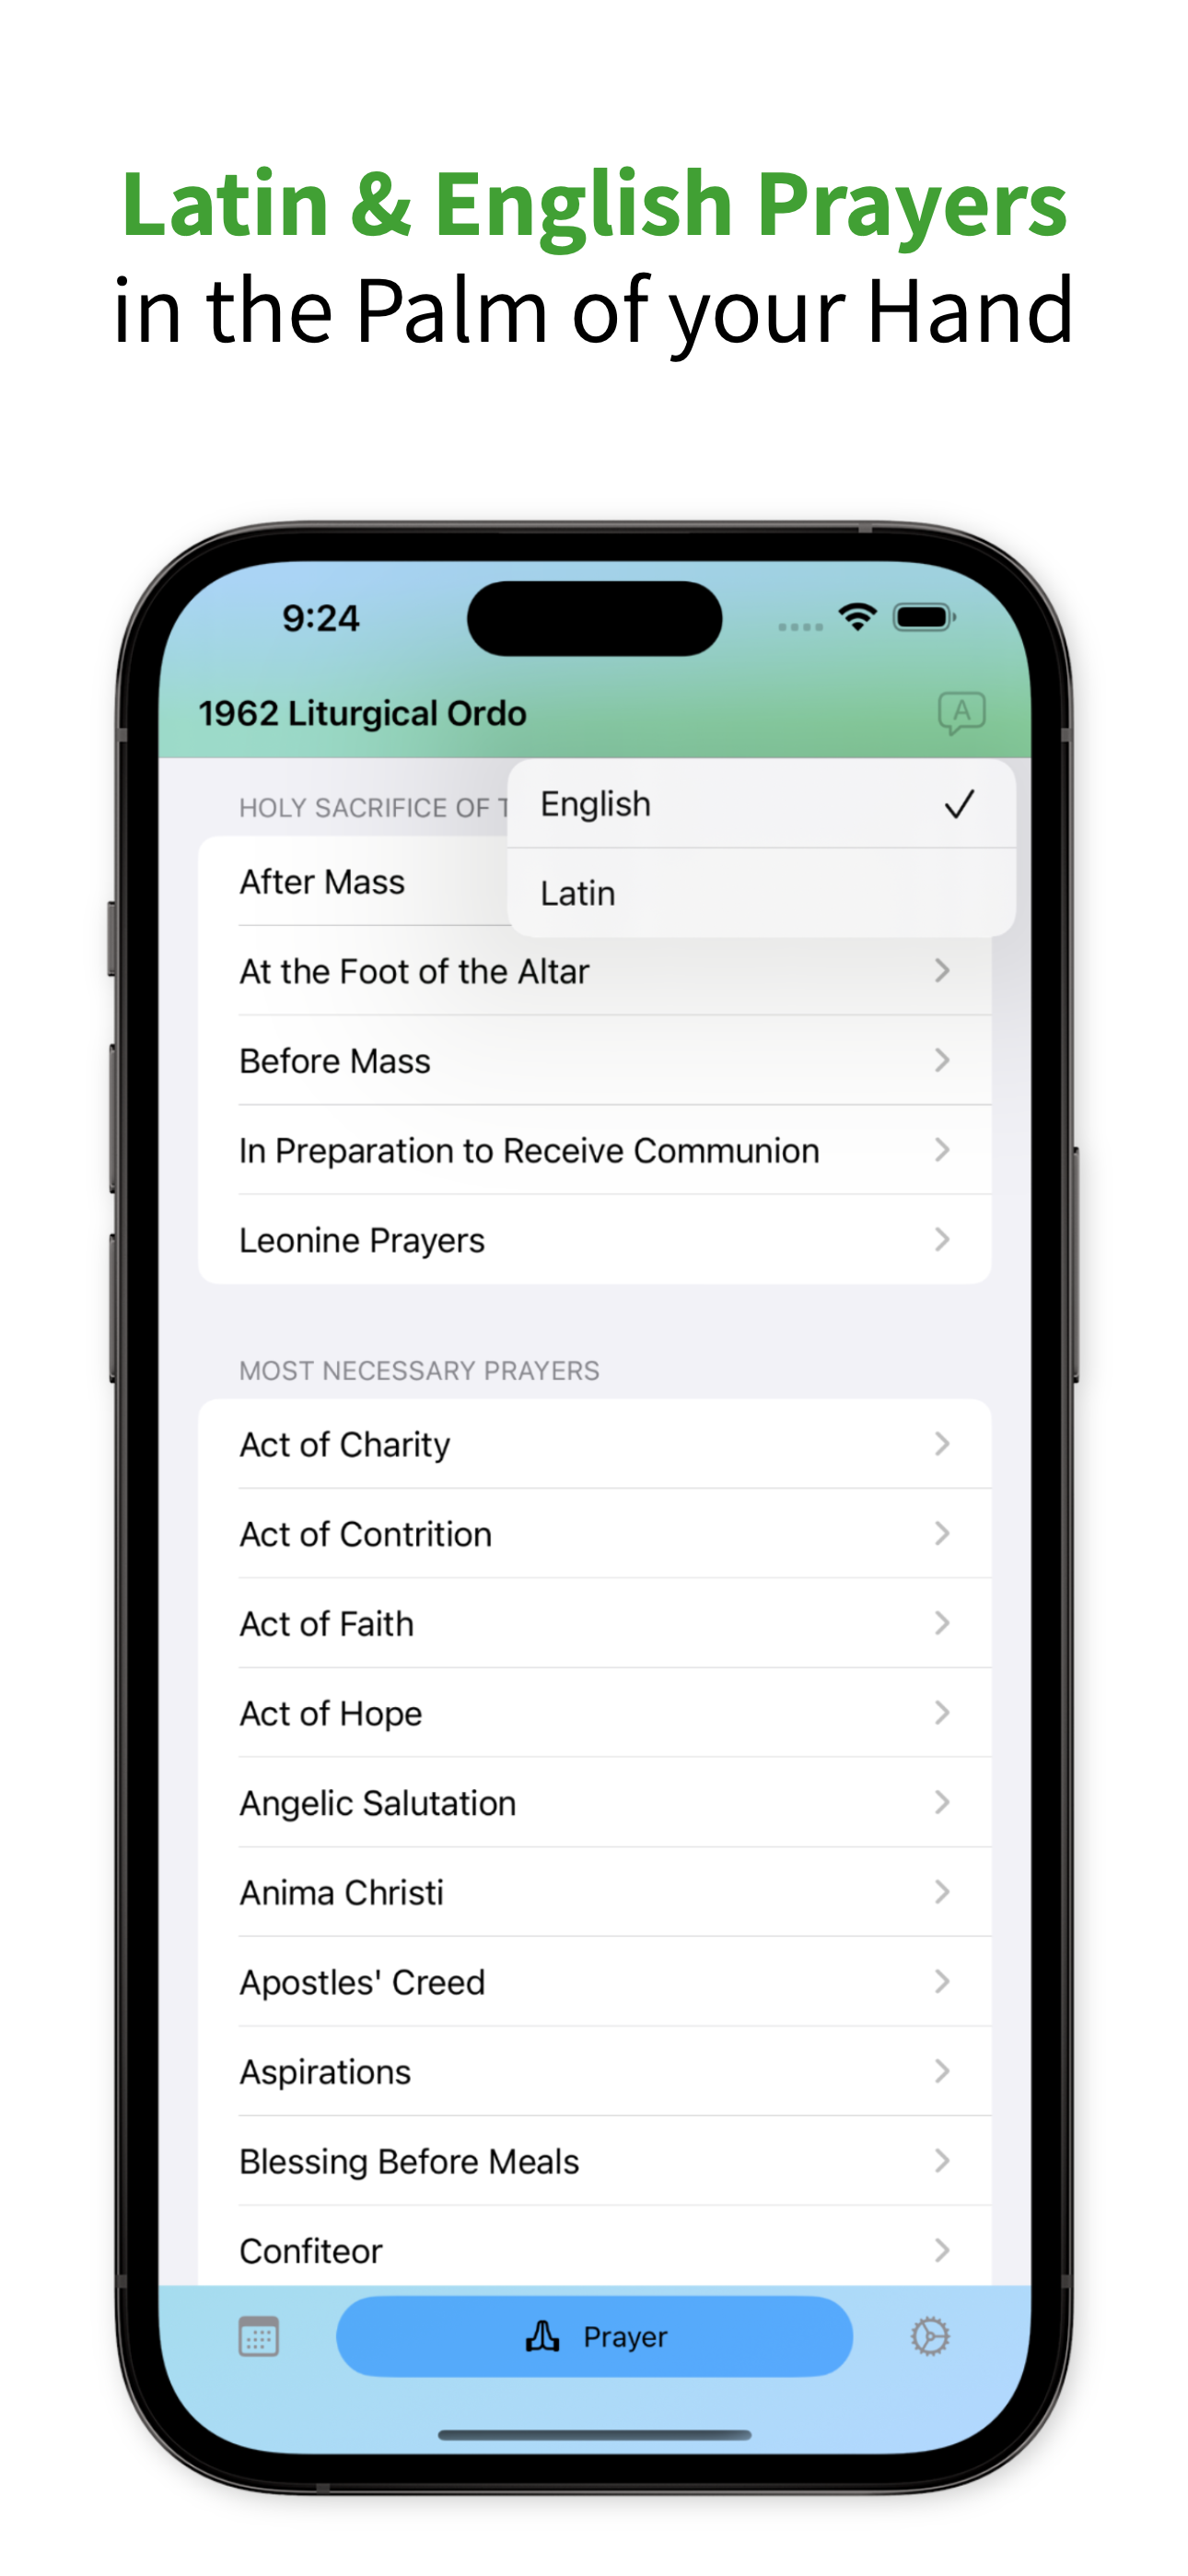 Latin & English Prayers
in the Palm of your Hand
9:24
1962 Liturgical Ordo
A
English
Latin
HOLY SACRIFICE OF
After Mass
At the Foot of the Altar
Before Mass
In Preparation to Receive Communion
Leonine Prayers
MOST NECESSARY PRAYERS
Act of Charity
Act of Contrition
Act of Faith
Act of Hope
Angelic Salutation
Anima Christi
Apostles' Creed
Aspirations
Blessing Before Meals
Confiteor
Prayer